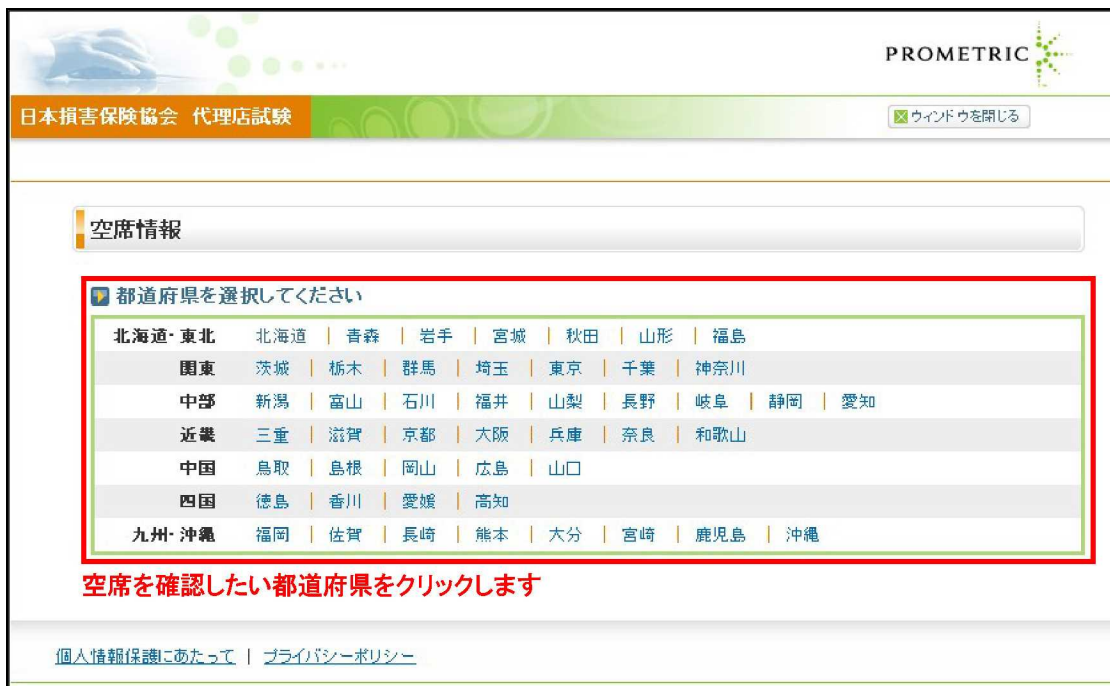 PROMETRIC
日本損害保険協会 代理店試験
ウィンドウを閉じる
空席情報
都道府県を選択してください
北海道・東北 北海道 | 青森 | 岩手 | 宮城 | 秋田 | 山形 | 福島
関東 茨城 | 栃木 | 群馬 | 埼玉 | 東京 | 千葉 | 神奈川
中部 新潟 | 富山 | 石川 | 福井 | 山梨 | 長野 | 岐阜 | 静岡 | 愛知
近畿 三重 | 滋賀 | 京都 | 大阪 | 兵庫 | 奈良 | 和歌山
中国 鳥取 | 島根 | 岡山 | 広島 | 山口
四国 徳島 | 香川 | 愛媛 | 高知
九州・沖縄 福岡 | 佐賀 | 長崎 | 熊本 | 大分 | 宮崎 | 鹿児島 | 沖縄
空席を確認したい都道府県をクリックします
個人情報保護にあたって | プライバシーポリシー